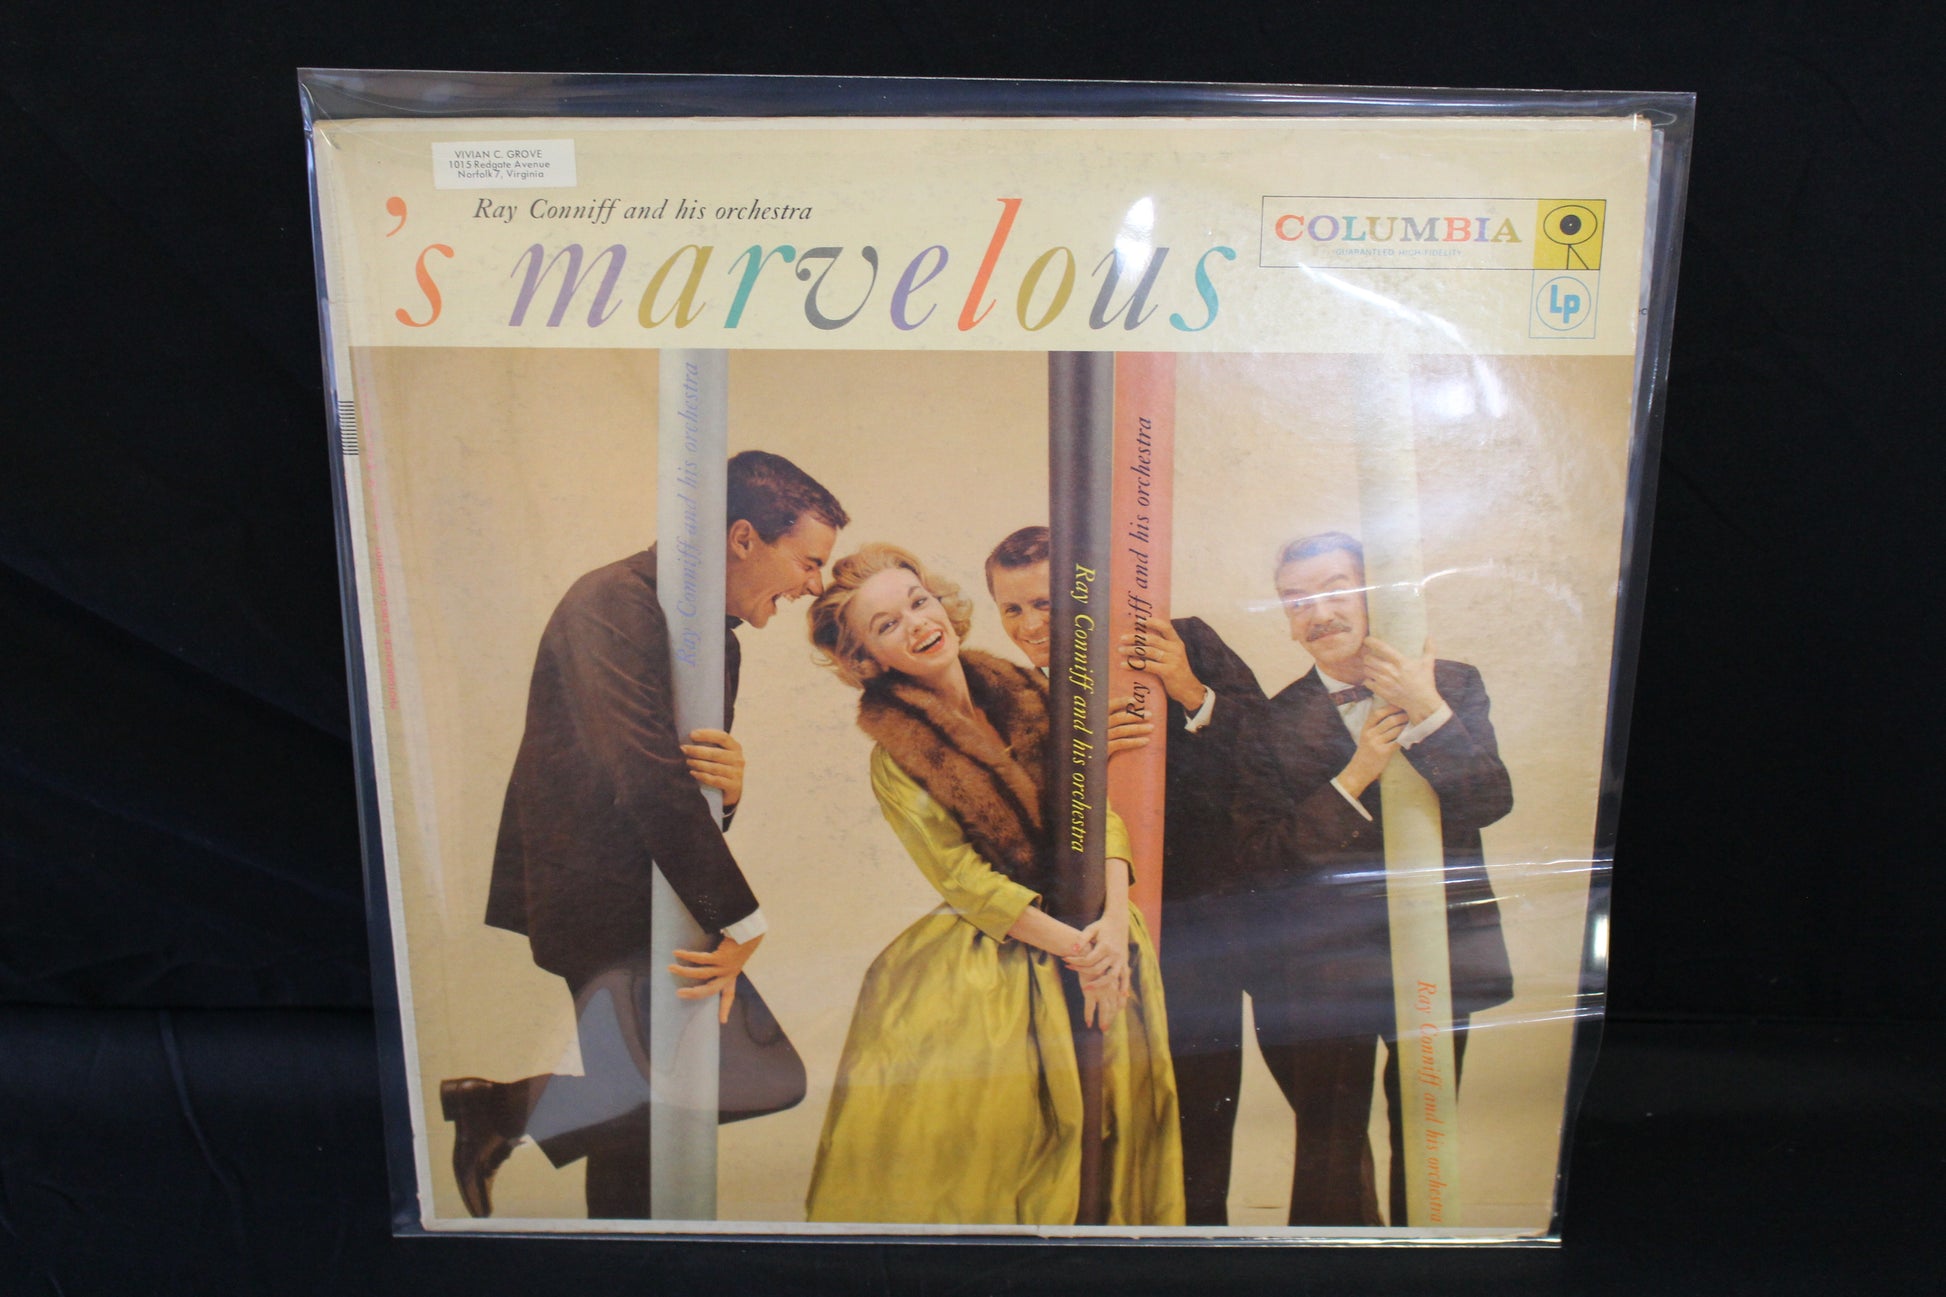 VIVIAN C. GROVE
1015 Redgate Avenue
Norfolk 7, Virginia
Ray Conniff and his orchestra
's marvelous
COLUMBIA
GUARANTEED HIGH FIDELITY
Lp
Ray Conniff and his orchestra
Ray Conniff and his orchestra
Ray Conniff and his orchestra
Ray Conniff and his orchestra